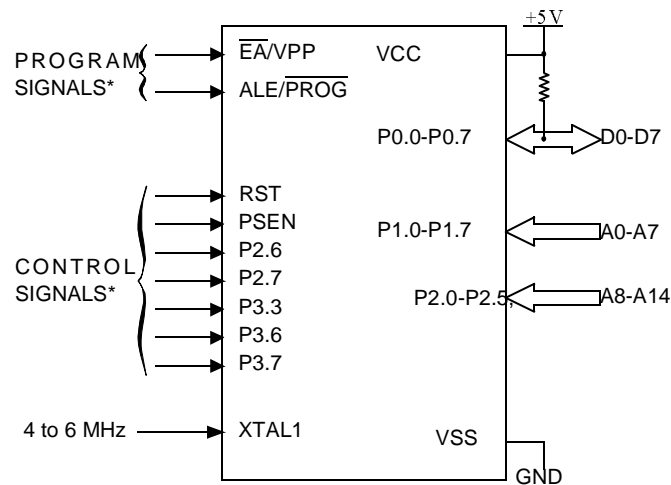 +5V
PROGRAM
SIGNALS*
EA/VPP
VCC
ALE/PROG
P0.0-P0.7
D0-D7
RST
PSEN
P1.0-P1.7
A0-A7
P2.6
CONTROL
SIGNALS*
P2.7
P2.0-P2.5,
A8-A14
P3.3
P3.6
P3.7
4 to 6 MHz
XTAL1
VSS
GND